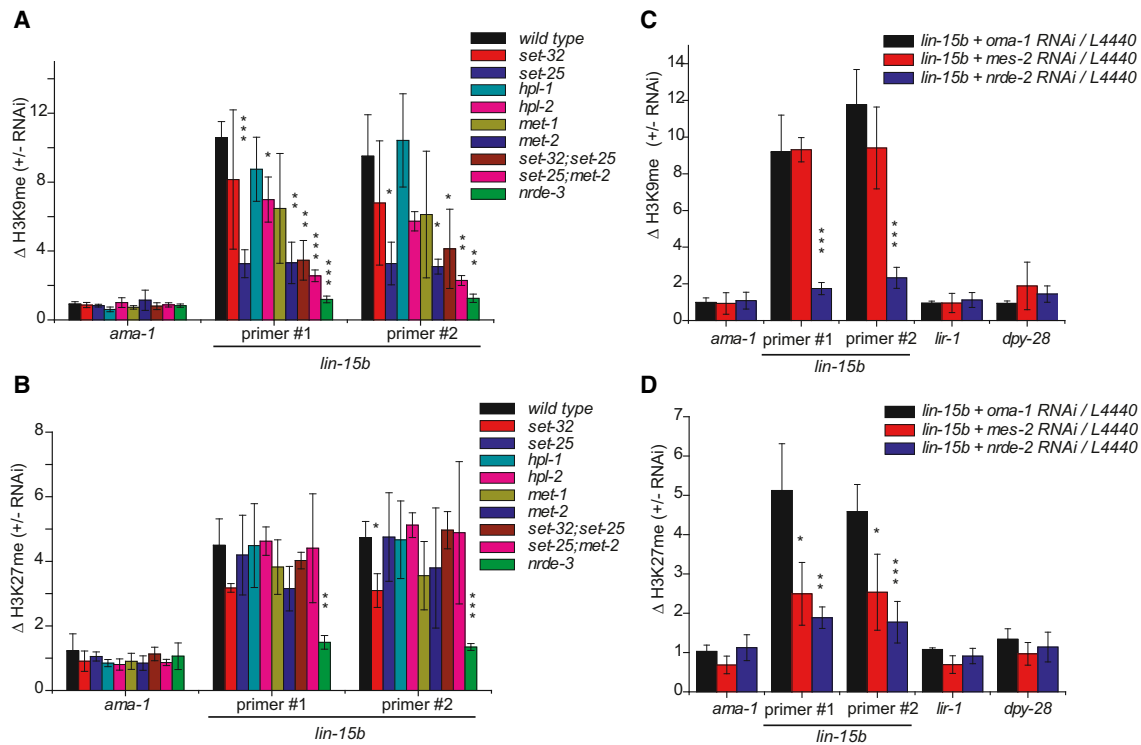 A
Δ H3K9me (+/- RNAi)
12
8
4
0
wild type
set-32
set-25
hpl-1
hpl-2
met-1
met-2
set-32;set-25
set-25;met-2
nrde-3
***
*
**
**
***
***
*
*
*
**
***
ama-1
primer #1
primer #2
lin-15b
B
Δ H3K27me (+/- RNAi)
8
6
4
2
0
wild type
set-32
set-25
hpl-1
hpl-2
met-1
met-2
set-32;set-25
set-25;met-2
nrde-3
**
*
***
ama-1
primer #1
primer #2
lin-15b
C
Δ H3K9me (+/- RNAi)
14
12
10
8
6
4
2
0
lin-15b + oma-1 RNAi / L4440
lin-15b + mes-2 RNAi / L4440
lin-15b + nrde-2 RNAi / L4440
***
***
ama-1
primer #1
primer #2
lir-1
dpy-28
lin-15b
D
Δ H3K27me (+/- RNAi)
7
6
5
4
3
2
1
0
lin-15b + oma-1 RNAi / L4440
lin-15b + mes-2 RNAi / L4440
lin-15b + nrde-2 RNAi / L4440
*
**
*
***
ama-1
primer #1
primer #2
lir-1
dpy-28
lin-15b